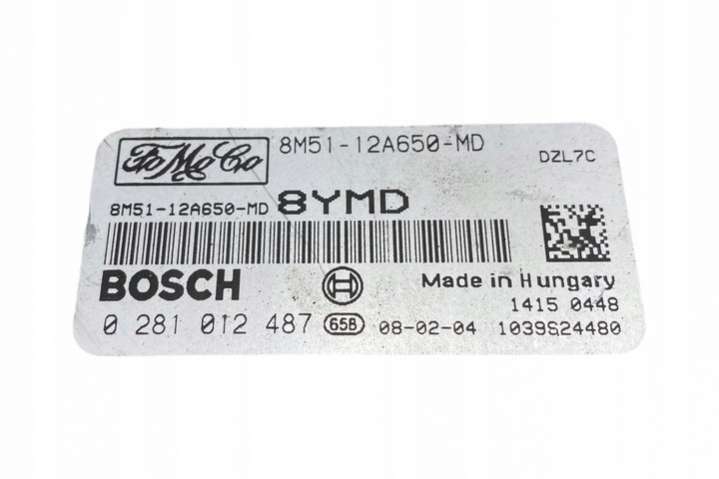 FoMoCo 8M51-12A650-MD
DZL7C
8M51-12A650-MD 8YMD
BOSCH Made in Hungary
1415 0448
0 281 012 487 65B 08-02-04 1039S24480